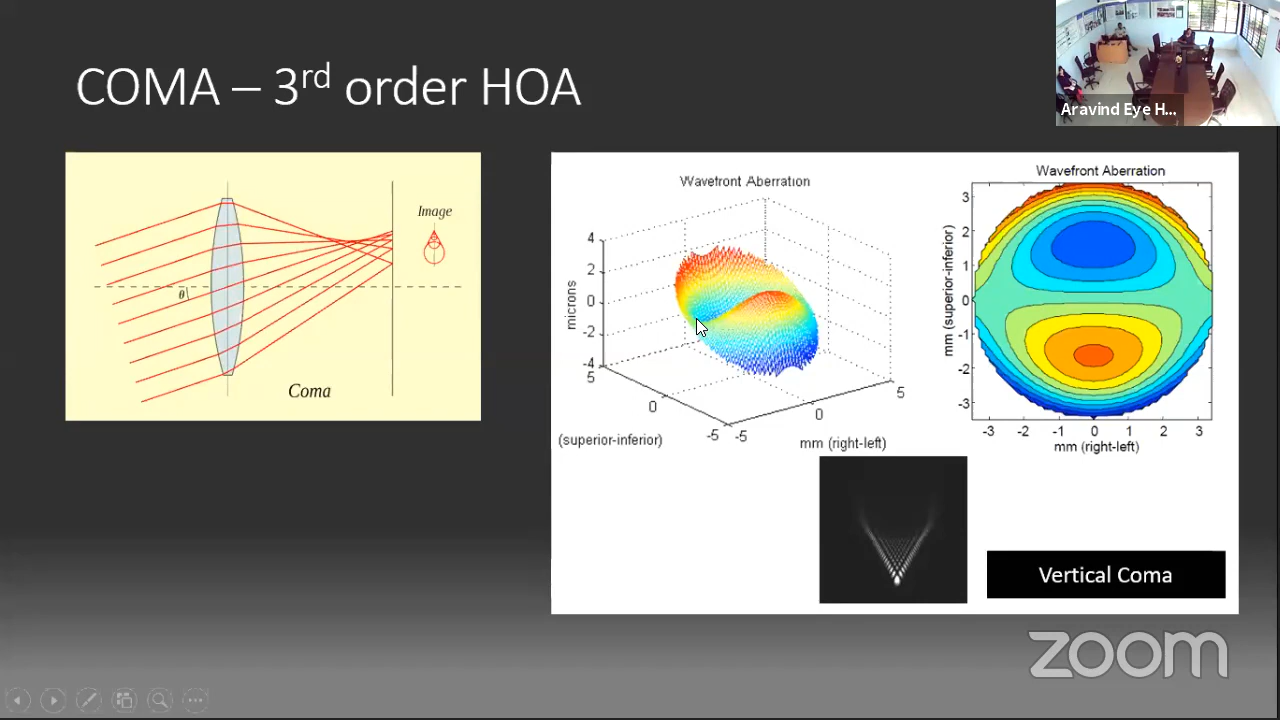 COMA – 3rd order HOA
Aravind Eye H...
Image
θ
Coma
Wavefront Aberration
4
2
0
-2
-4
microns
5
0
-5
(superior-inferior)
-5
0
5
mm (right-left)
Wavefront Aberration
3
2
1
0
-1
-2
-3
mm (superior-inferior)
-3 -2 -1 0 1 2 3
mm (right-left)
Vertical Coma
zoom